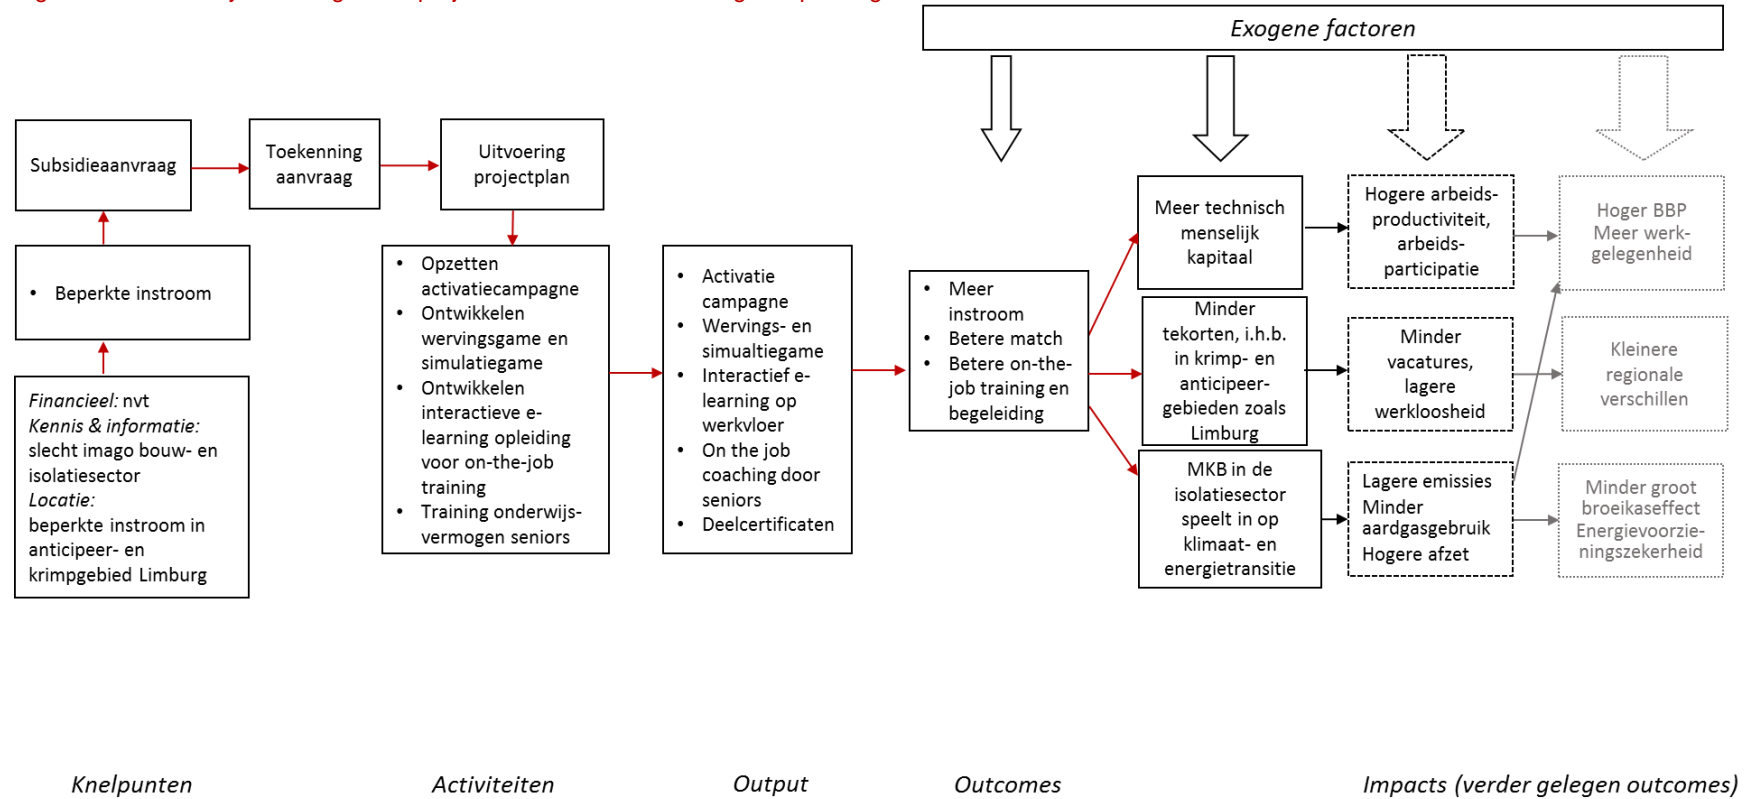 Exogene factoren
Subsidieaanvraag
Toekenning
aanvraag
Uitvoering
projectplan
• Beperkte instroom
Financieel: nvt
Kennis & informatie:
slecht imago bouw- en
isolatiesector
Locatie:
beperkte instroom in
anticipeer- en
krimpgebied Limburg
• Opzetten
activatiecampagne
• Ontwikkelen
wervingsgame en
simulatiegame
• Ontwikkelen
interactieve e-
learning opleiding
voor on-the-job
training
• Training onderwijs-
vermogen seniors
• Activatie
campagne
• Wervings- en
simualtiegame
• Interactief e-
learning op
werkvloer
• On the job
coaching door
seniors
• Deelcertificaten
• Meer
instroom
• Betere match
• Betere on-the-
job training en
begeleiding
Meer technisch
menselijk
kapitaal
Minder
tekorten, i.h.b.
in krimp- en
anticipeer-
gebieden zoals
Limburg
MKB in de
isolatiesector
speelt in op
klimaat- en
energietransitie
Hogere arbeids-
productiviteit,
arbeids-
participatie
Minder
vacatures,
lagere
werkloosheid
Lagere emissies
Minder
aardgasgebruik
Hogere afzet
Hoger BBP
Meer werk-
gelegenheid
Kleinere
regionale
verschillen
Minder groot
broeikaseffect
Energievoorzie-
ningszekerheid
Knelpunten
Activiteiten
Output
Outcomes
Impacts (verder gelegen outcomes)